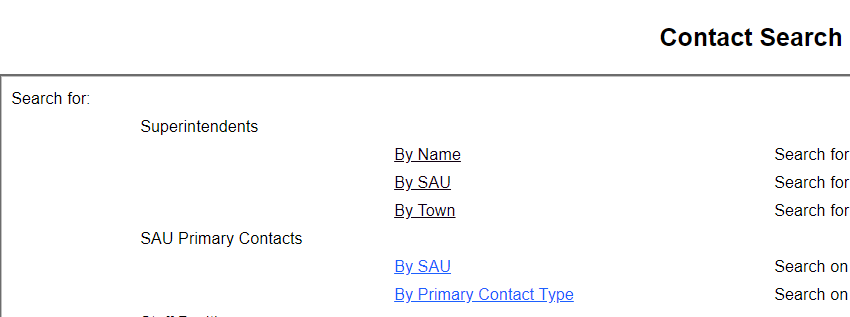 Contact Search
Search for:
Superintendents
By Name Search for
By SAU Search for
By Town Search for
SAU Primary Contacts
By SAU Search on
By Primary Contact Type Search on